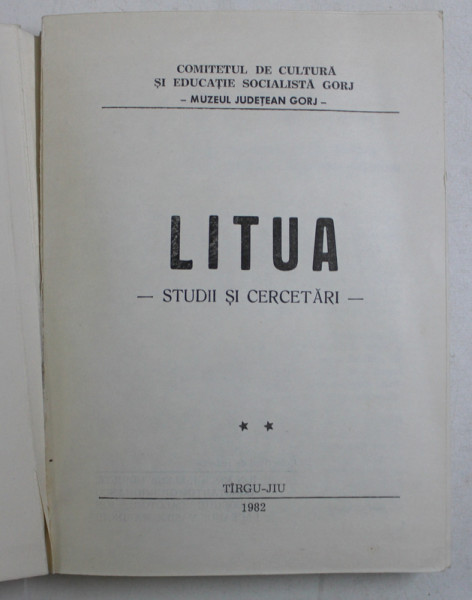 COMITETUL DE CULTURĂ
ȘI EDUCAȚIE SOCIALISTĂ GORJ
– MUZEUL JUDEȚEAN GORJ –
LITUA
— STUDII ȘI CERCETĂRI —
★ ★
TÎRGU-JIU
1982